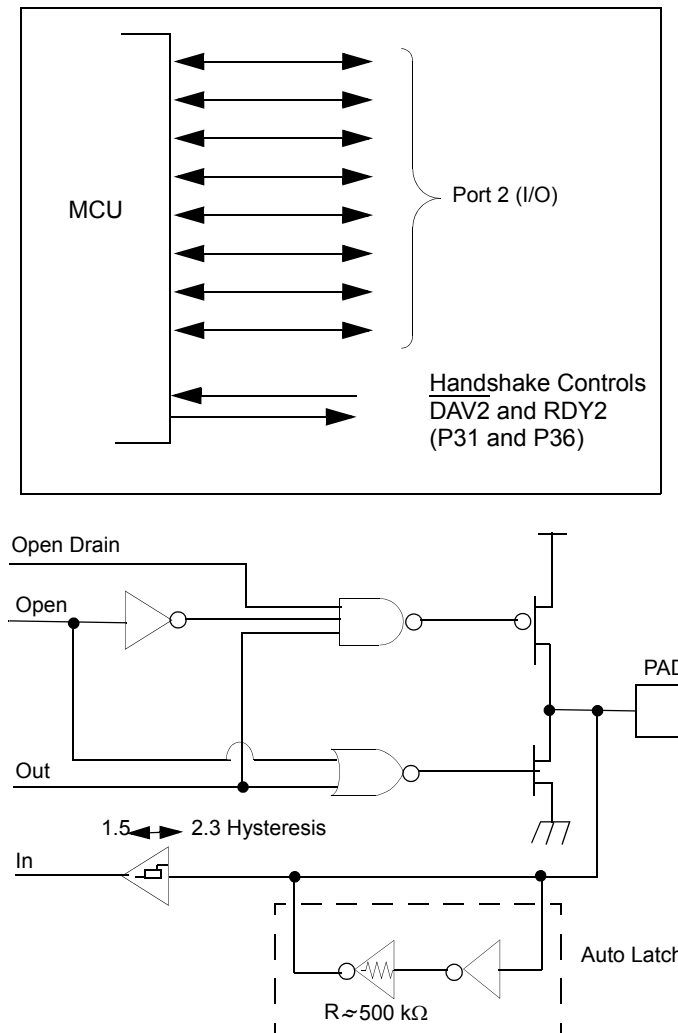 MCU
Port 2 (I/O)
Handshake Controls
D̅A̅V̅2̅ and RDY2
(P31 and P36)
Open Drain
Open
PAD
Out
1.5 2.3 Hysteresis
In
Auto Latch
R ≈ 500 kΩ